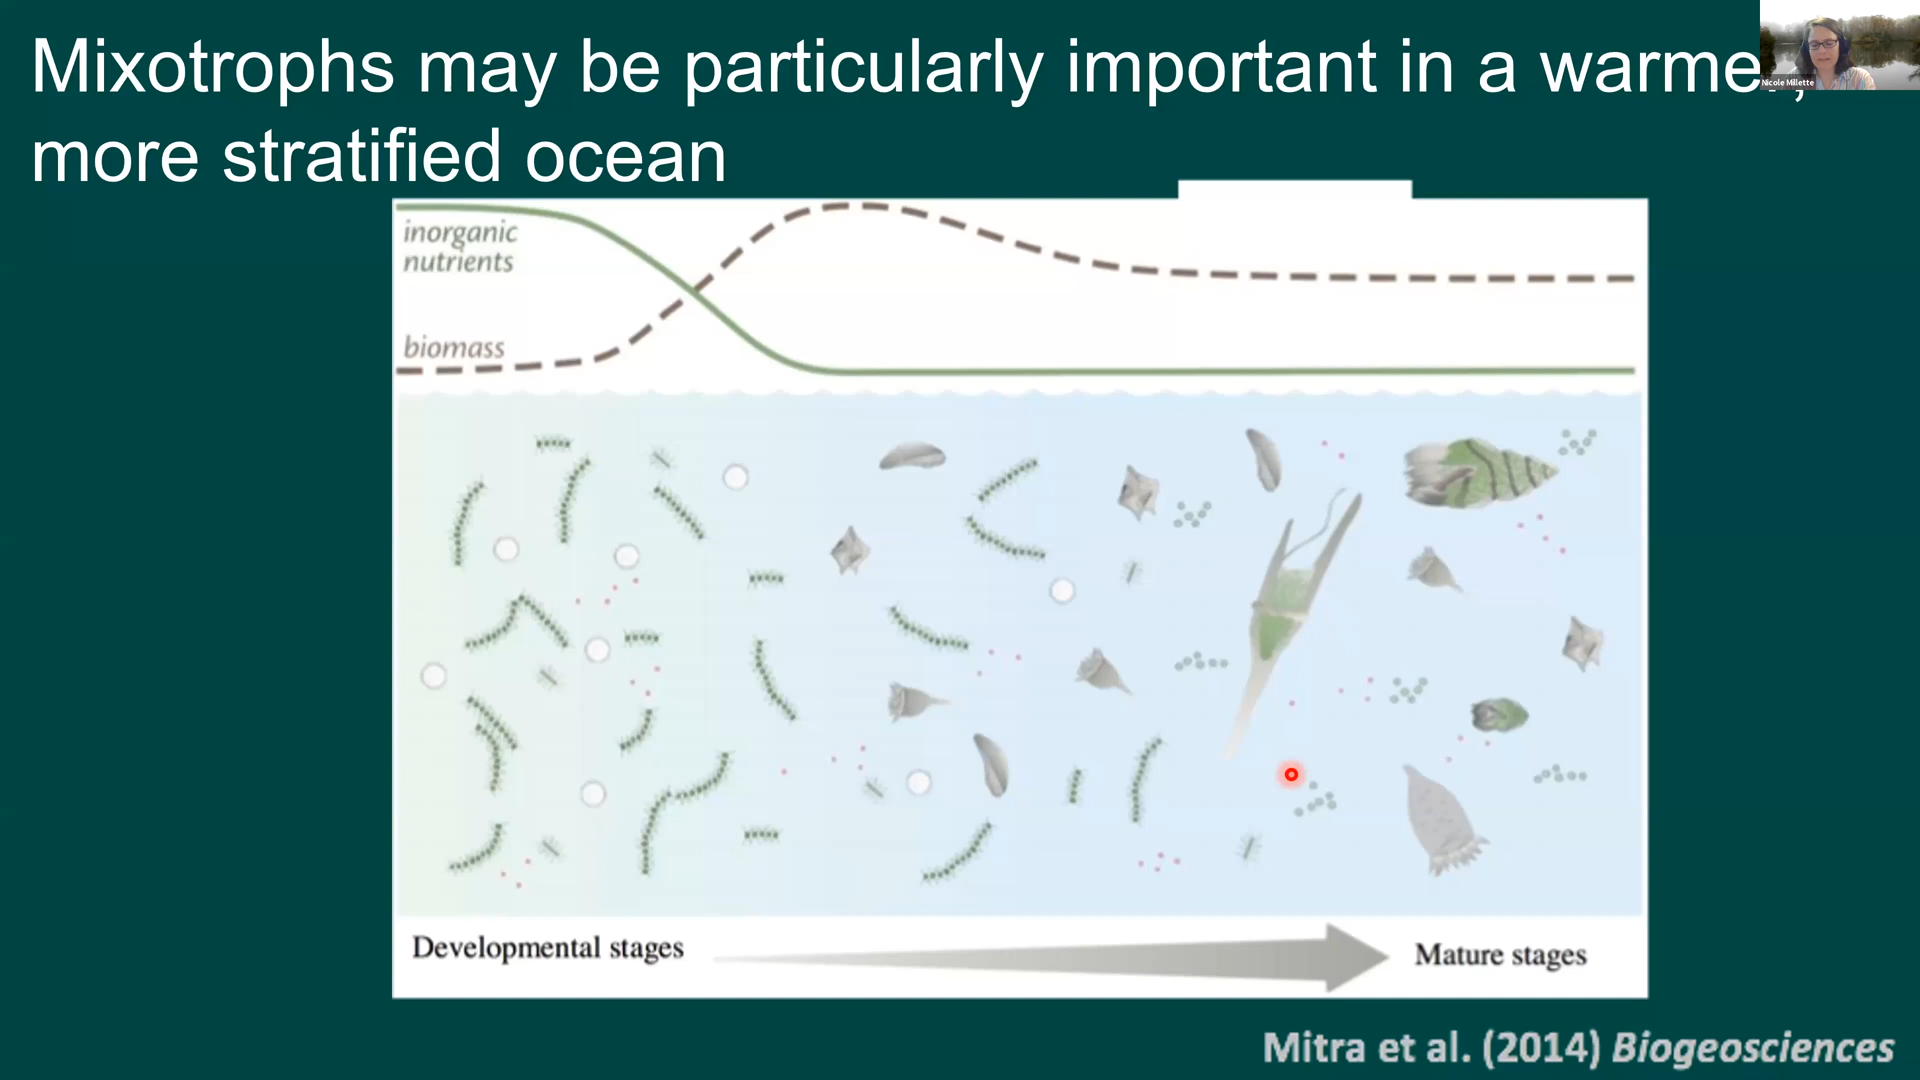 Mixotrophs may be particularly important in a warmer,
more stratified ocean
Nicole Millette
inorganic
nutrients
biomass
Developmental stages
Mature stages
Mitra et al. (2014) Biogeosciences